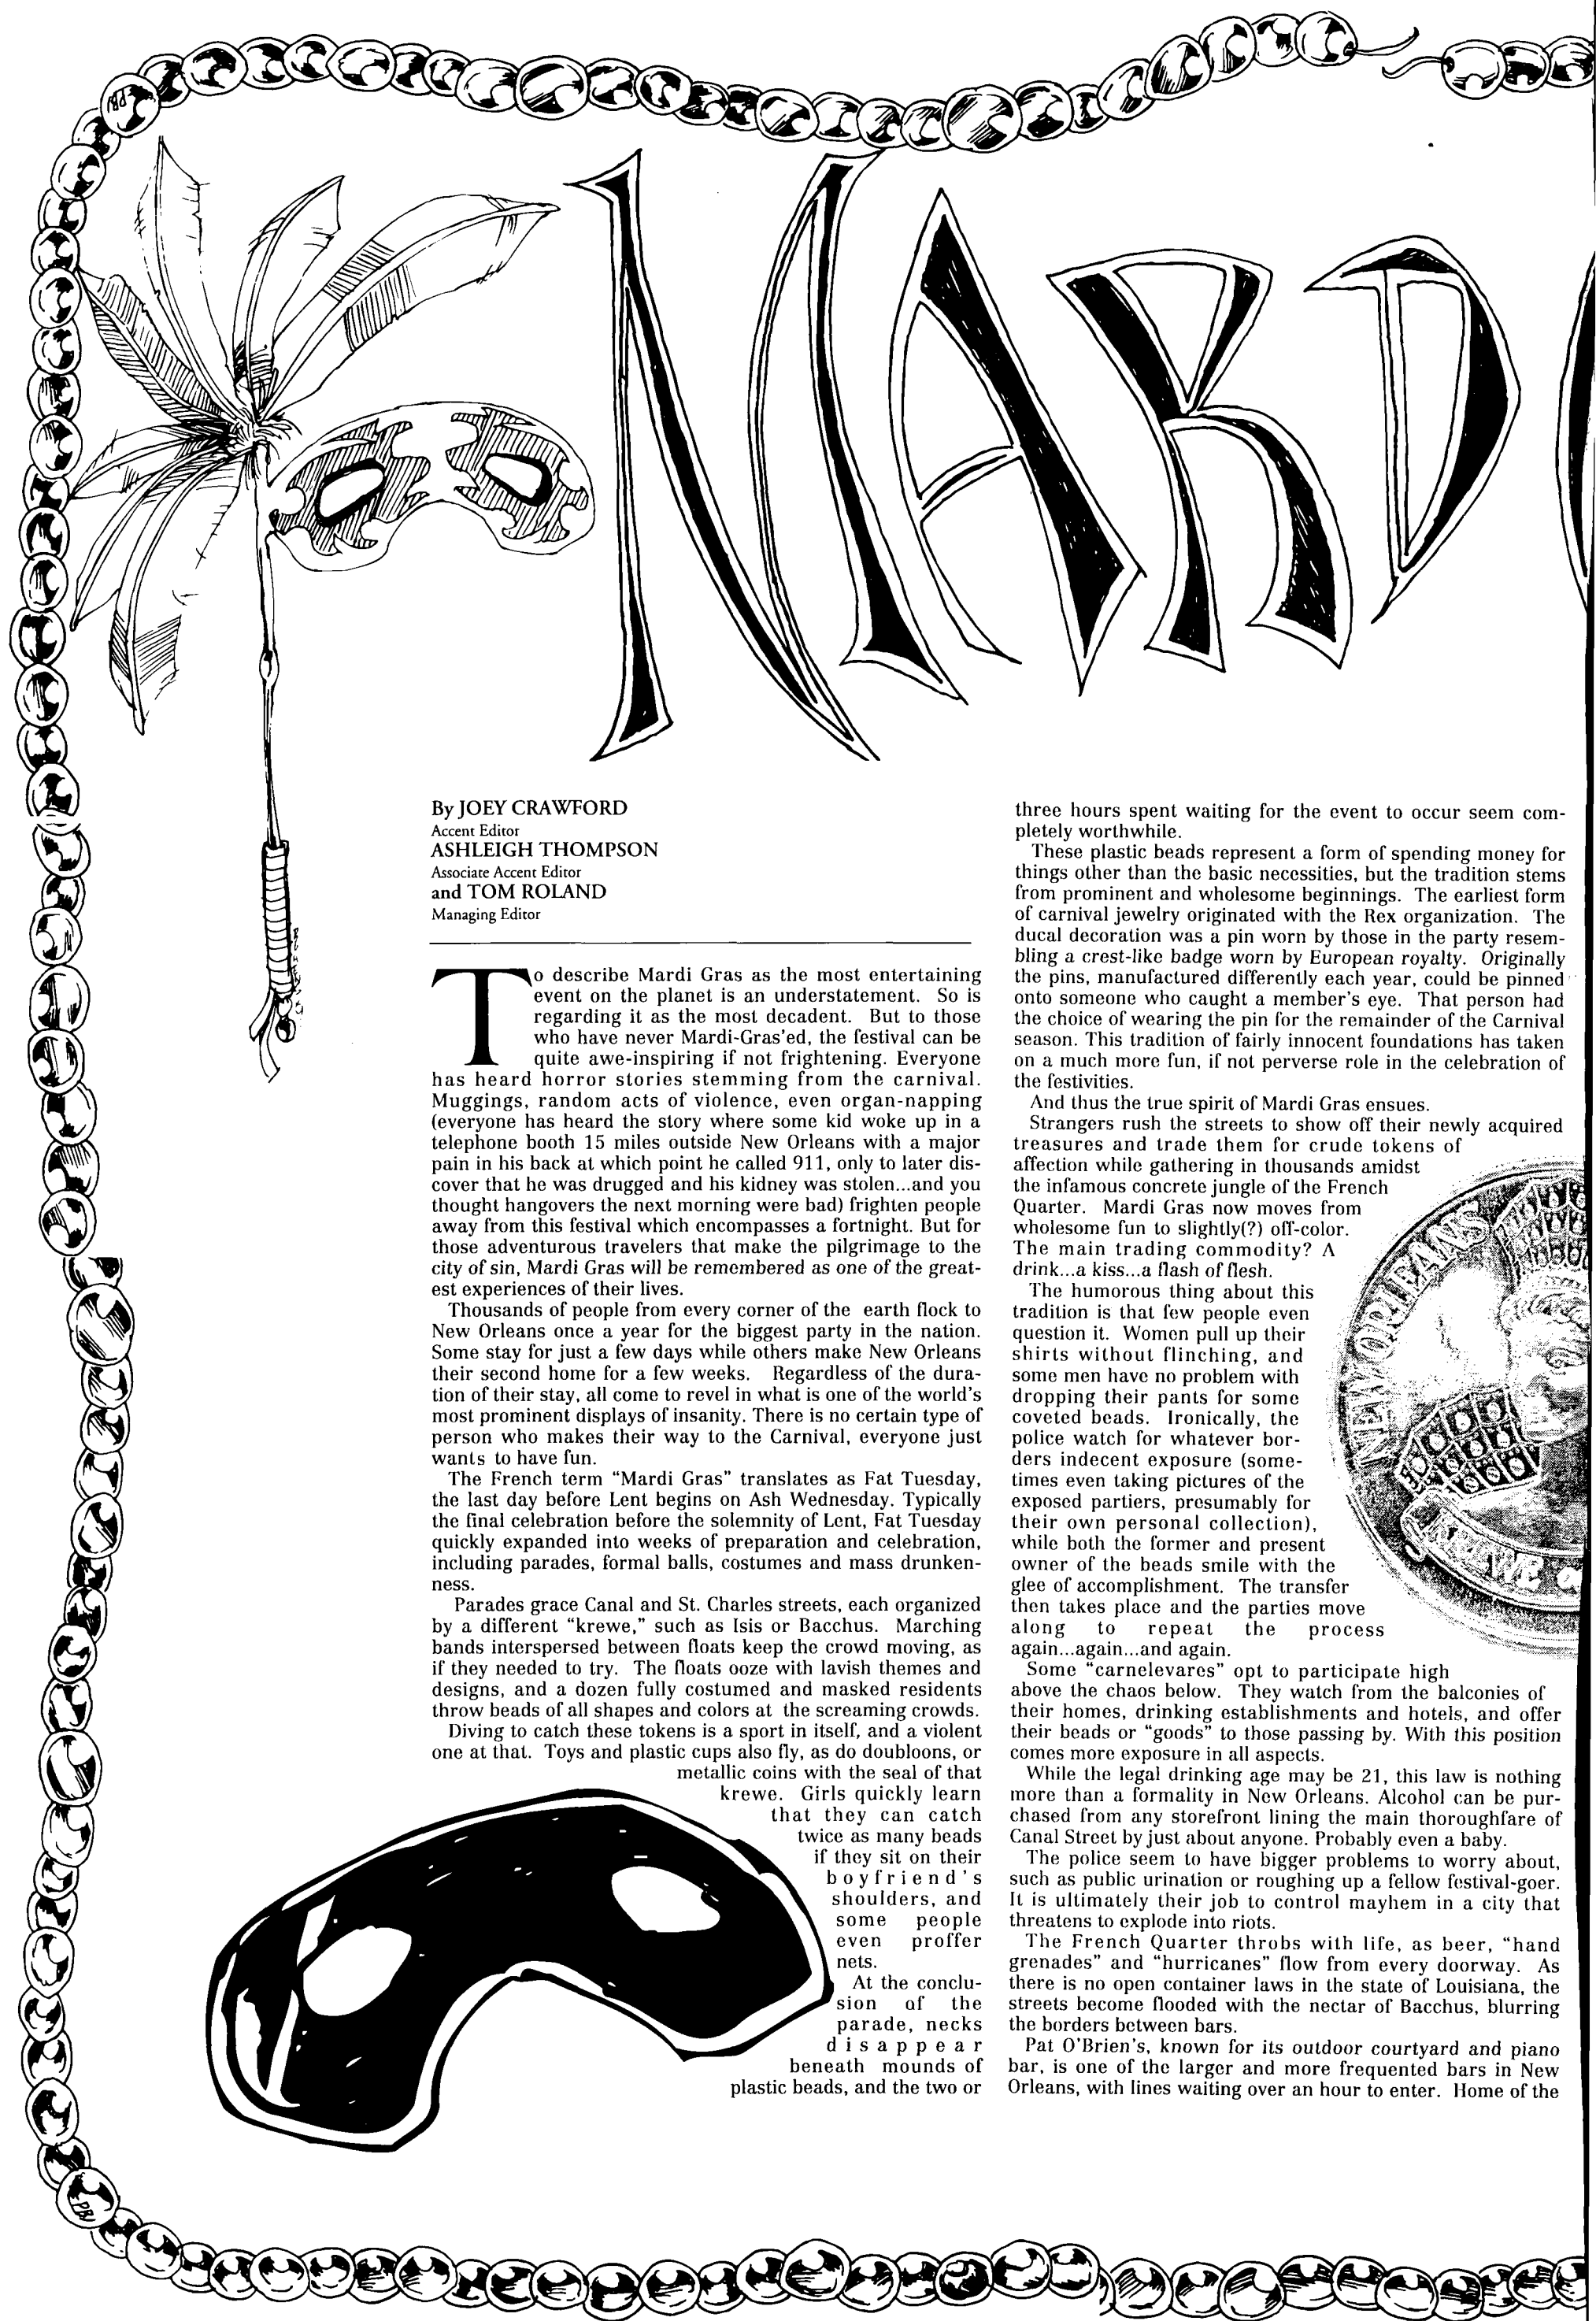 MARD
By JOEY CRAWFORD
Accent Editor
ASHLEIGH THOMPSON
Associate Accent Editor
and TOM ROLAND
Managing Editor
To describe Mardi Gras as the most entertaining
event on the planet is an understatement. So is
regarding it as the most decadent. But to those
who have never Mardi-Gras'ed, the festival can be
quite awe-inspiring if not frightening. Everyone
has heard horror stories stemming from the carnival.
Muggings, random acts of violence, even organ-napping
(everyone has heard the story where some kid woke up in a
telephone booth 15 miles outside New Orleans with a major
pain in his back at which point he called 911, only to later dis-
cover that he was drugged and his kidney was stolen...and you
thought hangovers the next morning were bad) frighten people
away from this festival which encompasses a fortnight. But for
those adventurous travelers that make the pilgrimage to the
city of sin, Mardi Gras will be remembered as one of the great-
est experiences of their lives.
Thousands of people from every corner of the earth flock to
New Orleans once a year for the biggest party in the nation.
Some stay for just a few days while others make New Orleans
their second home for a few weeks. Regardless of the dura-
tion of their stay, all come to revel in what is one of the world's
most prominent displays of insanity. There is no certain type of
person who makes their way to the Carnival, everyone just
wants to have fun.
The French term "Mardi Gras" translates as Fat Tuesday,
the last day before Lent begins on Ash Wednesday. Typically
the final celebration before the solemnity of Lent, Fat Tuesday
quickly expanded into weeks of preparation and celebration,
including parades, formal balls, costumes and mass drunken-
ness.
Parades grace Canal and St. Charles streets, each organized
by a different "krewe," such as Isis or Bacchus. Marching
bands interspersed between floats keep the crowd moving, as
if they needed to try. The floats ooze with lavish themes and
designs, and a dozen fully costumed and masked residents
throw beads of all shapes and colors at the screaming crowds.
Diving to catch these tokens is a sport in itself, and a violent
one at that. Toys and plastic cups also fly, as do doubloons, or
metallic coins with the seal of that
krewe. Girls quickly learn
that they can catch
twice as many beads
if they sit on their
boyfriend's
shoulders, and
some people
even proffer
nets.
At the conclu-
sion of the
parade, necks
disappear
beneath mounds of
plastic beads, and the two or
three hours spent waiting for the event to occur seem com-
pletely worthwhile.
These plastic beads represent a form of spending money for
things other than the basic necessities, but the tradition stems
from prominent and wholesome beginnings. The earliest form
of carnival jewelry originated with the Rex organization. The
ducal decoration was a pin worn by those in the party resem-
bling a crest-like badge worn by European royalty. Originally
the pins, manufactured differently each year, could be pinned
onto someone who caught a member's eye. That person had
the choice of wearing the pin for the remainder of the Carnival
season. This tradition of fairly innocent foundations has taken
on a much more fun, if not perverse role in the celebration of
the festivities.
And thus the true spirit of Mardi Gras ensues.
Strangers rush the streets to show off their newly acquired
treasures and trade them for crude tokens of
affection while gathering in thousands amidst
the infamous concrete jungle of the French
Quarter. Mardi Gras now moves from
wholesome fun to slightly(?) off-color.
The main trading commodity? A
drink...a kiss...a flash of flesh.
The humorous thing about this
tradition is that few people even
question it. Women pull up their
shirts without flinching, and
some men have no problem with
dropping their pants for some
coveted beads. Ironically, the
police watch for whatever bor-
ders indecent exposure (some-
times even taking pictures of the
exposed partiers, presumably for
their own personal collection),
while both the former and present
owner of the beads smile with the
glee of accomplishment. The transfer
then takes place and the parties move
along to repeat the process
again...again...and again.
Some "carnelevares" opt to participate high
above the chaos below. They watch from the balconies of
their homes, drinking establishments and hotels, and offer
their beads or "goods" to those passing by. With this position
comes more exposure in all aspects.
While the legal drinking age may be 21, this law is nothing
more than a formality in New Orleans. Alcohol can be pur-
chased from any storefront lining the main thoroughfare of
Canal Street by just about anyone. Probably even a baby.
The police seem to have bigger problems to worry about,
such as public urination or roughing up a fellow festival-goer.
It is ultimately their job to control mayhem in a city that
threatens to explode into riots.
The French Quarter throbs with life, as beer, "hand
grenades" and "hurricanes" flow from every doorway. As
there is no open container laws in the state of Louisiana, the
streets become flooded with the nectar of Bacchus, blurring
the borders between bars.
Pat O'Brien's, known for its outdoor courtyard and piano
bar, is one of the larger and more frequented bars in New
Orleans, with lines waiting over an hour to enter. Home of the
NEW ORLEANS
KREWE
PBJ
PBJ